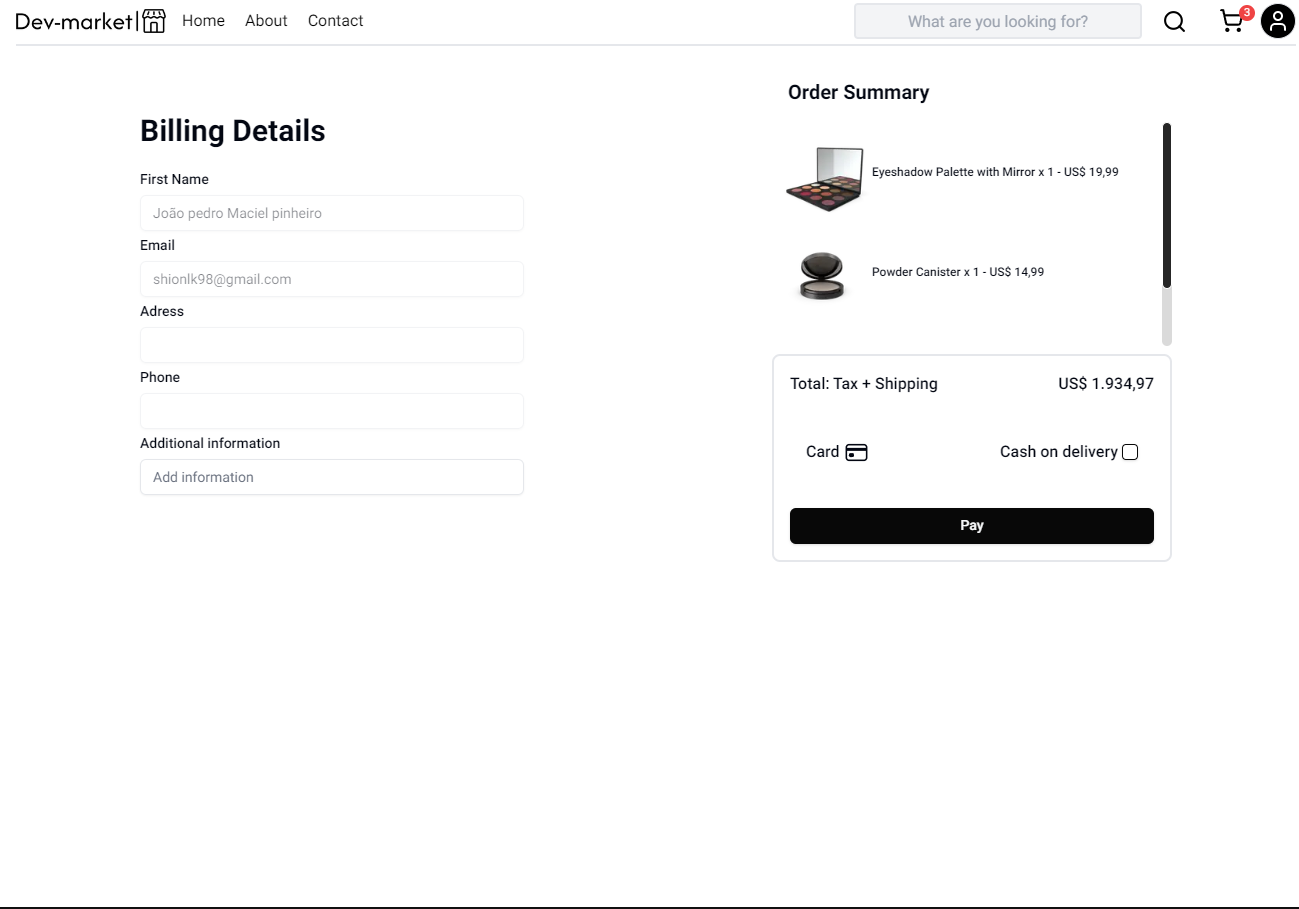 Dev-market Home About Contact What are you looking for? 3
Order Summary
Billing Details
First Name
João pedro Maciel pinheiro
Email
shionlk98@gmail.com
Adress
Phone
Additional information
Add information
Eyeshadow Palette with Mirror x 1 - US$ 19,99
Powder Canister x 1 - US$ 14,99
Total: Tax + Shipping US$ 1.934,97
Card Cash on delivery
Pay